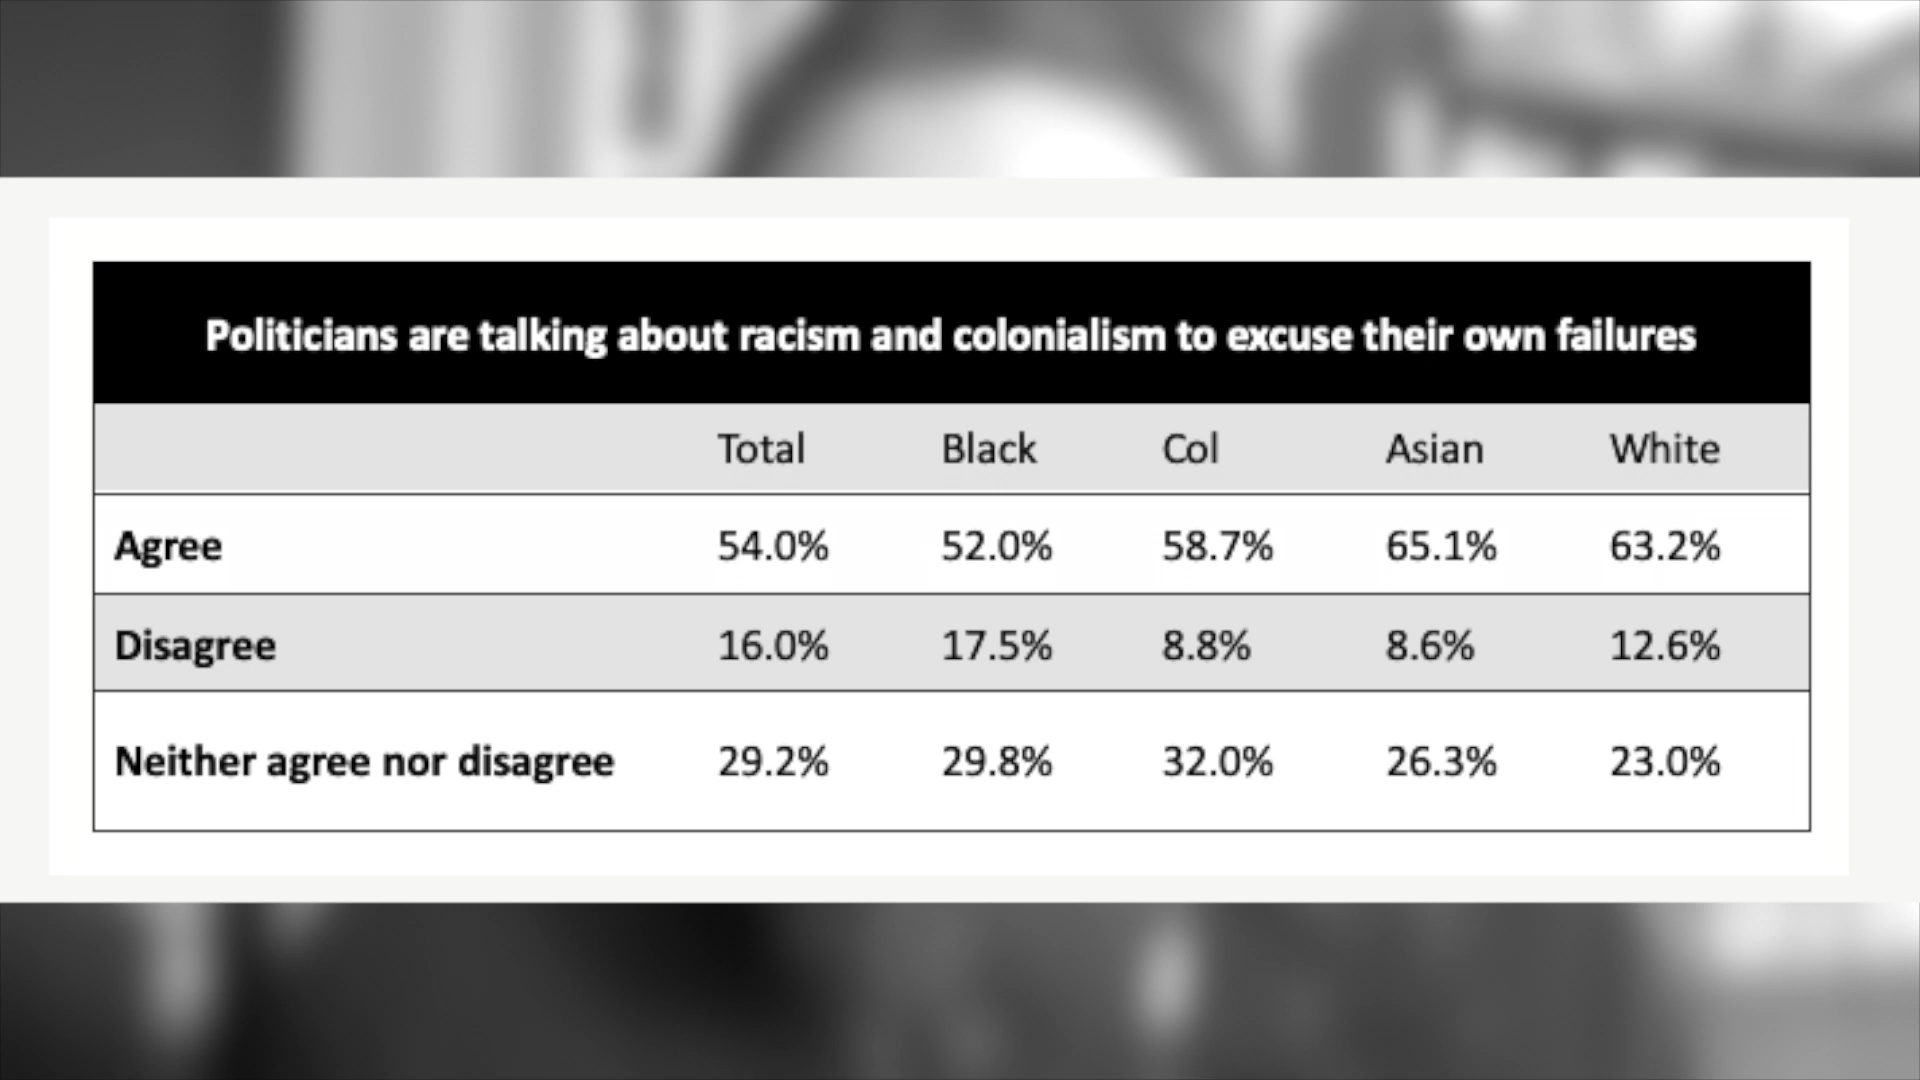 Politicians are talking about racism and colonialism to excuse their own failures
Total Black Col Asian White
Agree 54.0% 52.0% 58.7% 65.1% 63.2%
Disagree 16.0% 17.5% 8.8% 8.6% 12.6%
Neither agree nor disagree 29.2% 29.8% 32.0% 26.3% 23.0%